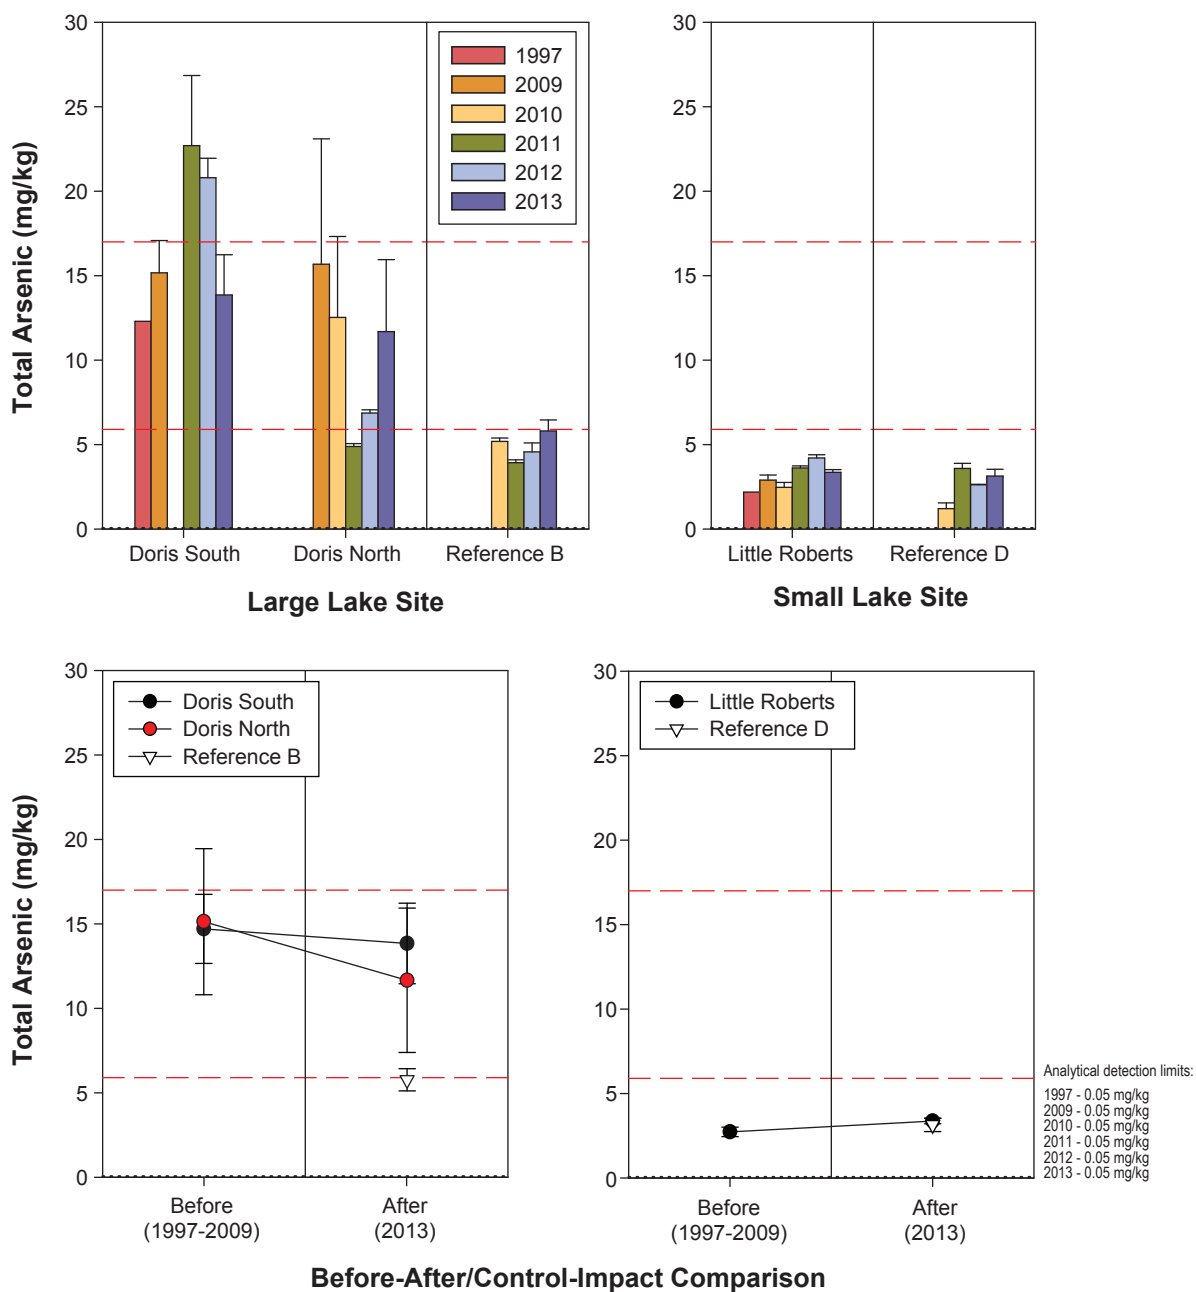 Total Arsenic (mg/kg)
30
25
20
15
10
5
0
1997
2009
2010
2011
2012
2013
Doris South
Doris North
Reference B
Large Lake Site
30
25
20
15
10
5
0
Little Roberts
Reference D
Small Lake Site
Total Arsenic (mg/kg)
30
25
20
15
10
5
0
Doris South
Doris North
Reference B
Before
(1997-2009)
After
(2013)
30
25
20
15
10
5
0
Little Roberts
Reference D
Before
(1997-2009)
After
(2013)
Analytical detection limits:
1997 - 0.05 mg/kg
2009 - 0.05 mg/kg
2010 - 0.05 mg/kg
2011 - 0.05 mg/kg
2012 - 0.05 mg/kg
2013 - 0.05 mg/kg
Before-After/Control-Impact Comparison